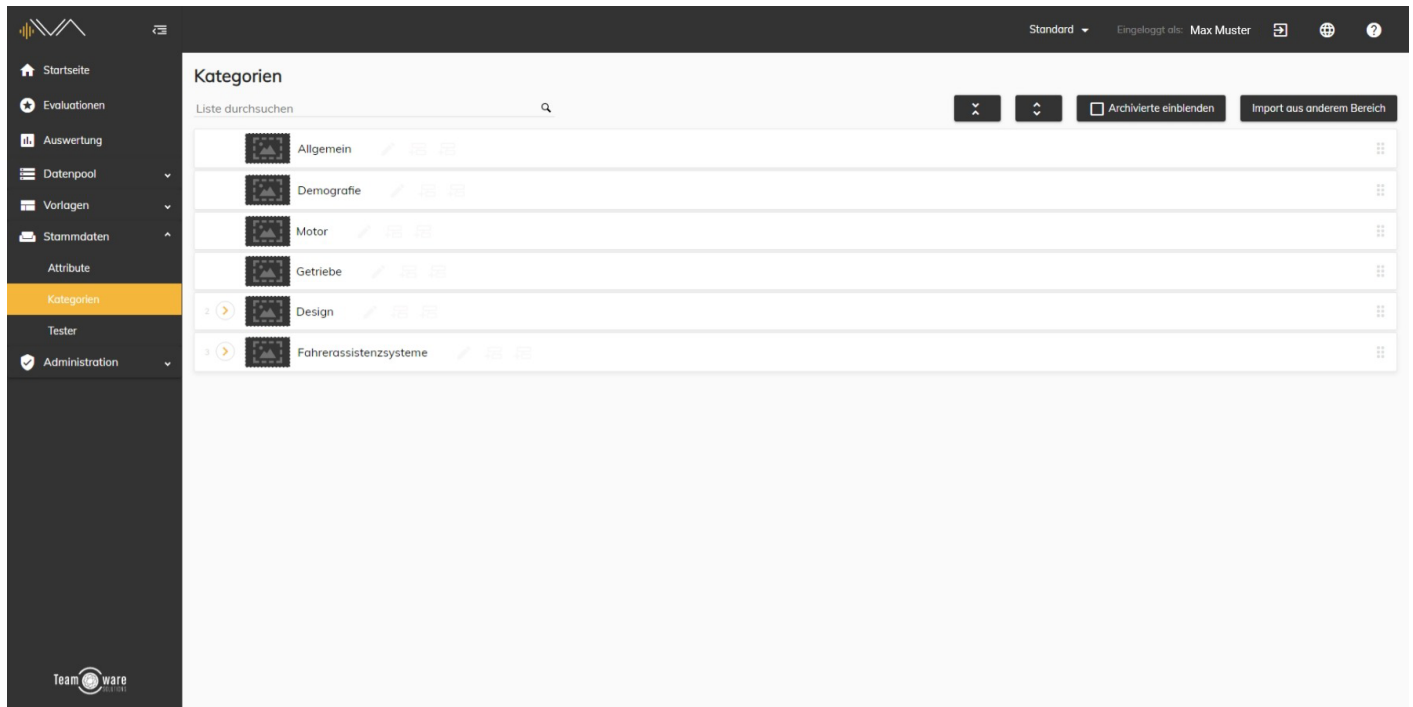 Standard Eingeloggt als: Max Muster
Startseite
Evaluationen
Auswertung
Datenpool
Vorlagen
Stammdaten
Attribute
Kategorien
Tester
Administration
Team ware
SOLUTIONS
Kategorien
Liste durchsuchen
Archivierte einblenden
Import aus anderem Bereich
Allgemein
Demografie
Motor
Getriebe
2 Design
3 Fahrerassistenzsysteme